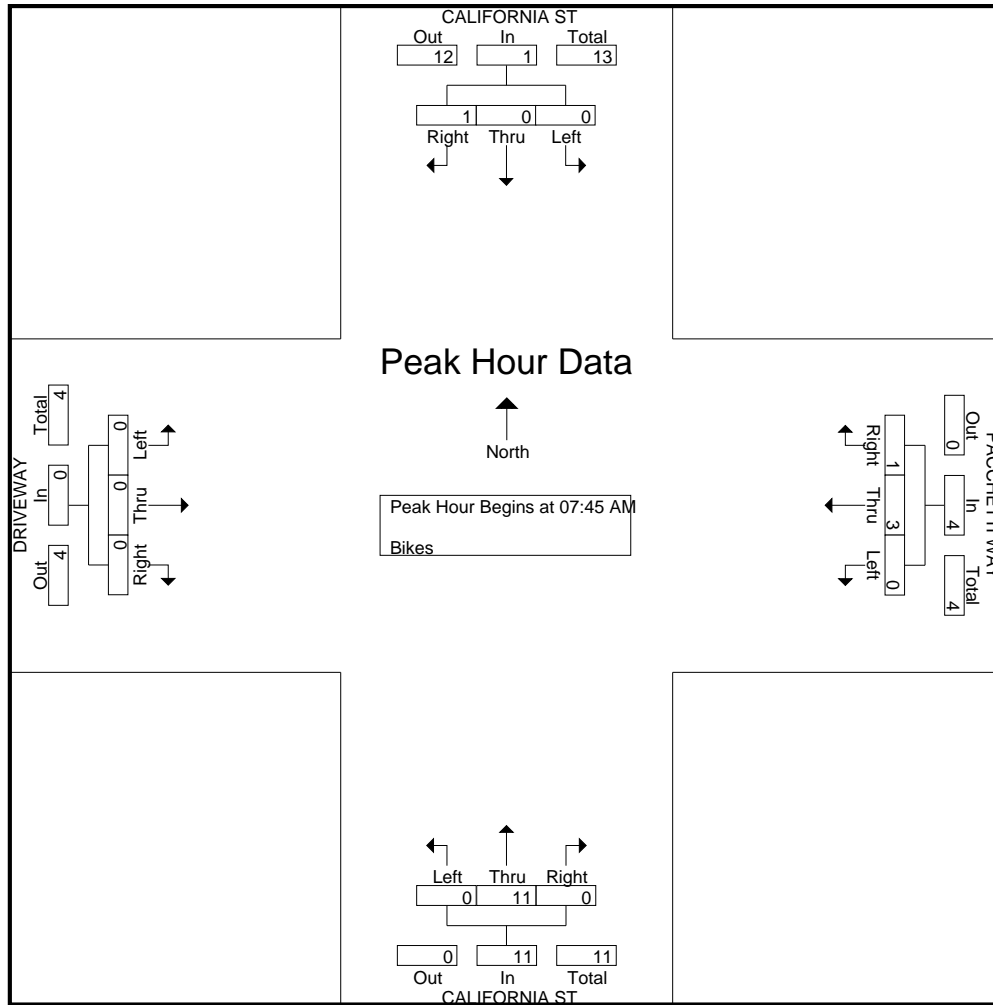 CALIFORNIA ST
Out In Total
12 1 13
1 0 0
Right Thru Left
Peak Hour Data
North
Peak Hour Begins at 07:45 AM
Bikes
DRIVEWAY
Out In Total
4 0 4
0 0 0
Left Thru Right
Right Thru Left
1 3 0
Out In Total
0 4 4
WAY
Left Thru Right
0 11 0
0 11 11
Out In Total
CALIFORNIA ST